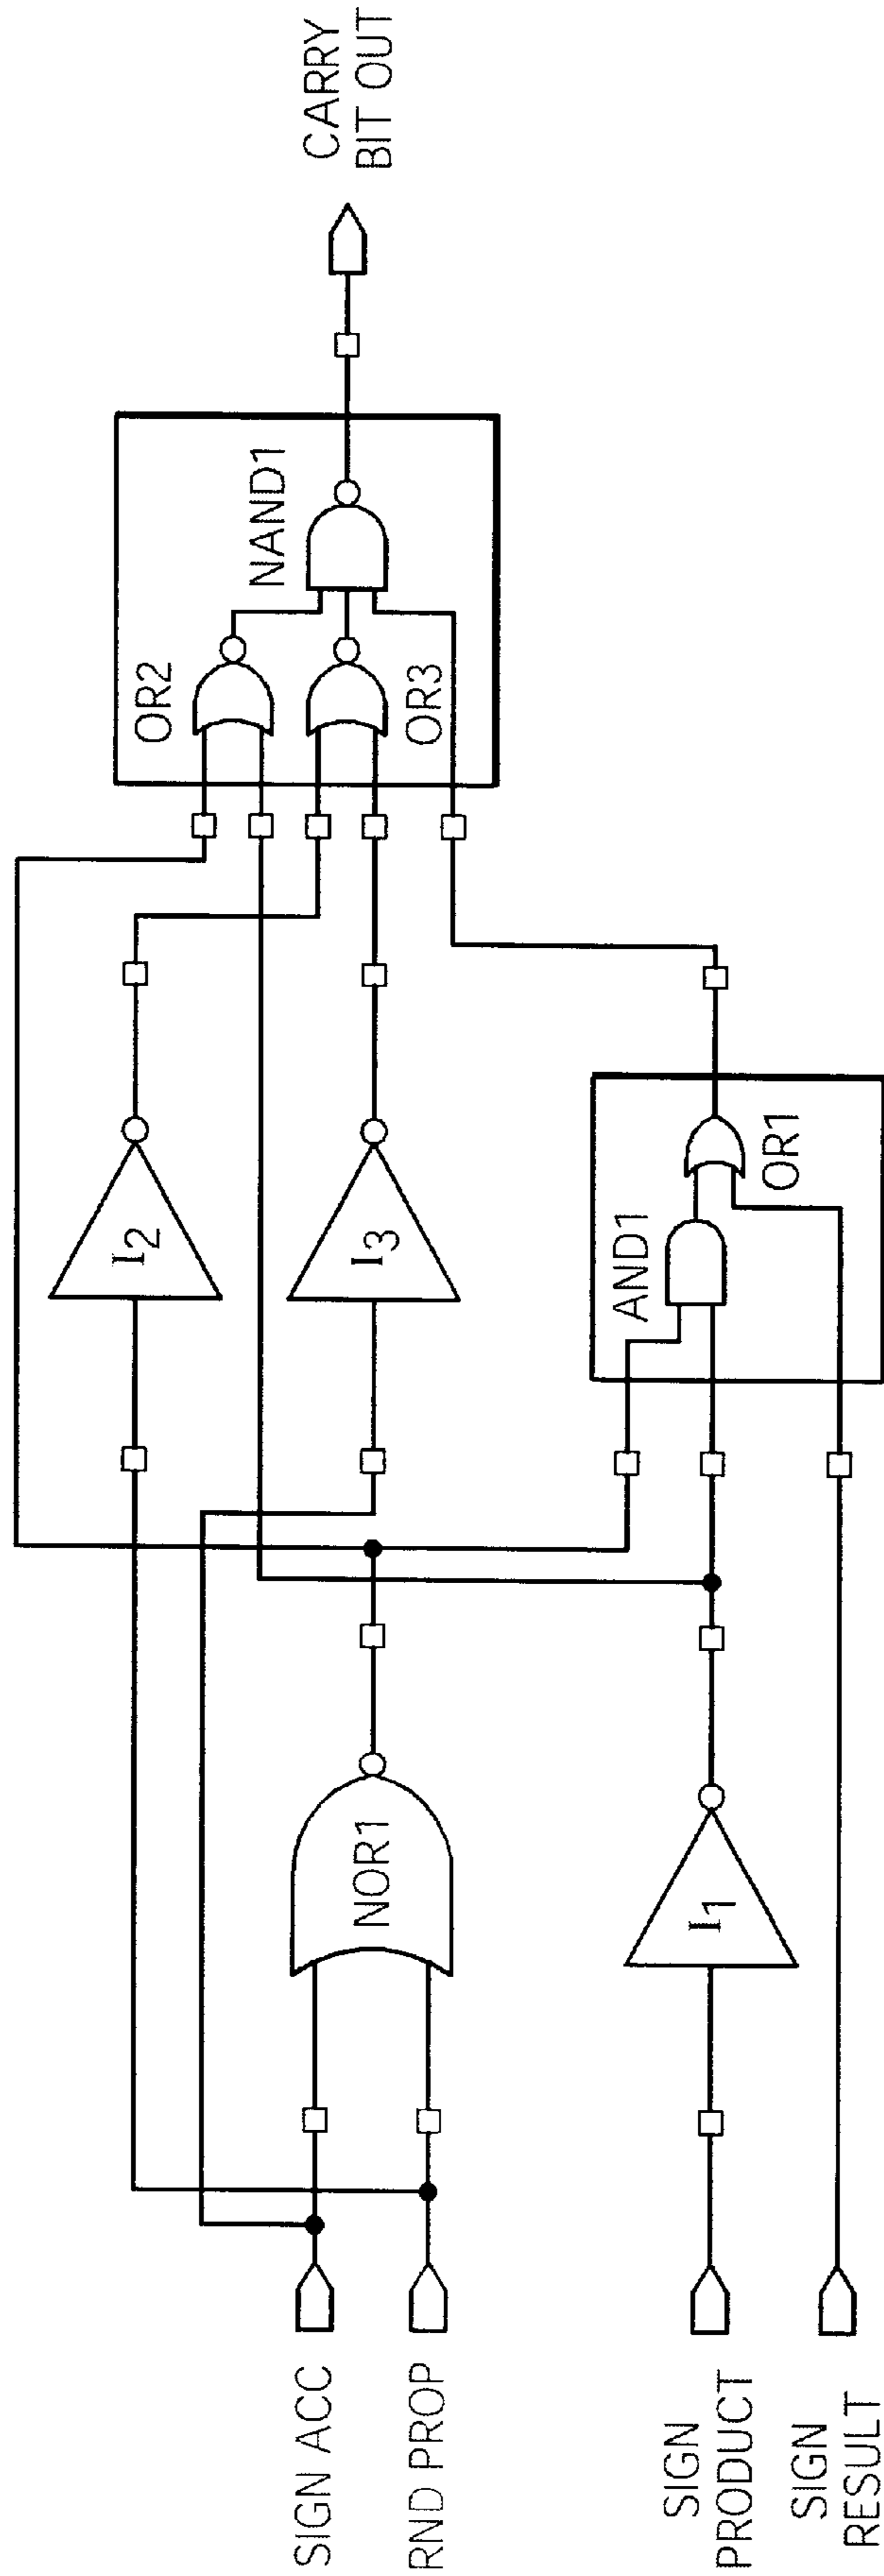 SIGN ACC
RND PROP
SIGN
PRODUCT
SIGN
RESULT
NOR1
I1
I2
I3
AND1
OR1
OR2
OR3
NAND1
CARRY
BIT OUT